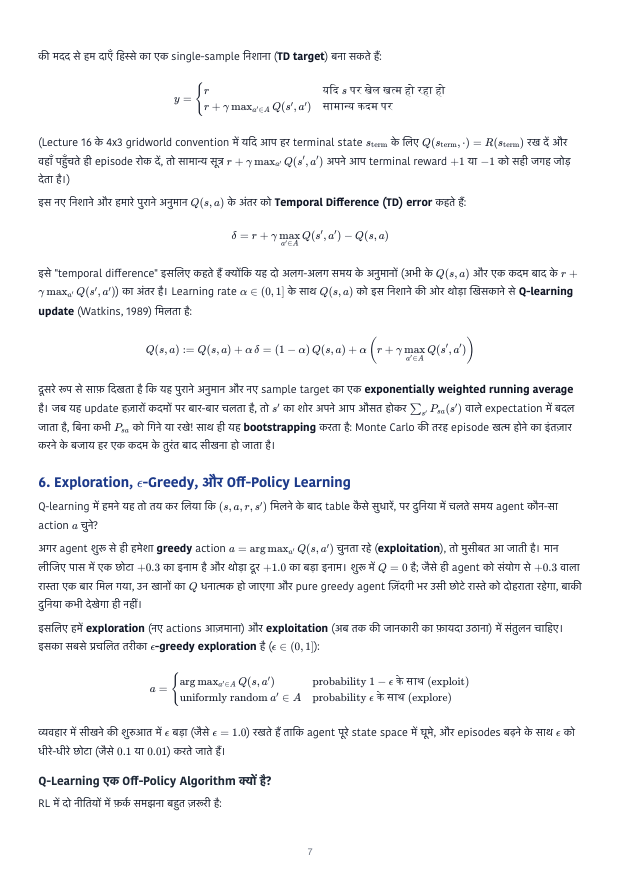 की मदद से हम दाएँ हिस्से का एक single-sample निशाना (TD target) बना सकते हैं:
y = { r यदि s पर खेल खत्म हो रहा हो
r + γ max_{a′∈A} Q(s′, a′) सामान्य कदम पर
(Lecture 16 के 4x3 gridworld convention में यदि आप हर terminal state s_term के लिए Q(s_term, ·) = R(s_term) रख दें और
वहाँ पहुँचते ही episode रोक दें, तो सामान्य सूत्र r + γ max_{a′} Q(s′, a′) अपने आप terminal reward +1 या −1 को सही जगह जोड़
देता है।)
इस नए निशाने और हमारे पुराने अनुमान Q(s, a) के अंतर को Temporal Difference (TD) error कहते हैं:
δ = r + γ max_{a′∈A} Q(s′, a′) − Q(s, a)
इसे "temporal difference" इसलिए कहते हैं क्योंकि यह दो अलग-अलग समय के अनुमानों (अभी के Q(s, a) और एक कदम बाद के r +
γ max_{a′} Q(s′, a′)) का अंतर है। Learning rate α ∈ (0, 1] के साथ Q(s, a) को इस निशाने की ओर थोड़ा खिसकाने से Q-learning
update (Watkins, 1989) मिलता है:
Q(s, a) := Q(s, a) + α δ = (1 − α) Q(s, a) + α (r + γ max_{a′∈A} Q(s′, a′))
दूसरे रूप से साफ़ दिखता है कि यह पुराने अनुमान और नए sample target का एक exponentially weighted running average
है। जब यह update हज़ारों कदमों पर बार-बार चलता है, तो s′ का शोर अपने आप औसत होकर ∑_{s′} P_{sa}(s′) वाले expectation में बदल
जाता है, बिना कभी P_{sa} को गिने या रखे! साथ ही यह bootstrapping करता है: Monte Carlo की तरह episode खत्म होने का इंतज़ार
करने के बजाय हर एक कदम के तुरंत बाद सीखना हो जाता है।
6. Exploration, ϵ-Greedy, और Off-Policy Learning
Q-learning में हमने यह तो तय कर लिया कि (s, a, r, s′) मिलने के बाद table कैसे सुधारें, पर दुनिया में चलते समय agent कौन-सा
action a चुने?
अगर agent शुरू से ही हमेशा greedy action a = arg max_{a′} Q(s, a′) चुनता रहे (exploitation), तो मुसीबत आ जाती है। मान
लीजिए पास में एक छोटा +0.3 का इनाम है और थोड़ा दूर +1.0 का बड़ा इनाम। शुरू में Q = 0 है; जैसे ही agent को संयोग से +0.3 वाला
रास्ता एक बार मिल गया, उन खानों का Q धनात्मक हो जाएगा और pure greedy agent ज़िंदगी भर उसी छोटे रास्ते को दोहराता रहेगा, बाकी
दुनिया कभी देखेगा ही नहीं।
इसलिए हमें exploration (नए actions आज़माना) और exploitation (अब तक की जानकारी का फ़ायदा उठाना) में संतुलन चाहिए।
इसका सबसे प्रचलित तरीका ϵ-greedy exploration है (ϵ ∈ (0, 1]):
a = { arg max_{a′∈A} Q(s, a′) probability 1 − ϵ के साथ (exploit)
uniformly random a′ ∈ A probability ϵ के साथ (explore)
व्यवहार में सीखने की शुरुआत में ϵ बड़ा (जैसे ϵ = 1.0) रखते हैं ताकि agent पूरे state space में घूमे, और episodes बढ़ने के साथ ϵ को
धीरे-धीरे छोटा (जैसे 0.1 या 0.01) करते जाते हैं।
Q-Learning एक Off-Policy Algorithm क्यों है?
RL में दो नीतियों में फ़र्क समझना बहुत ज़रूरी है:
7